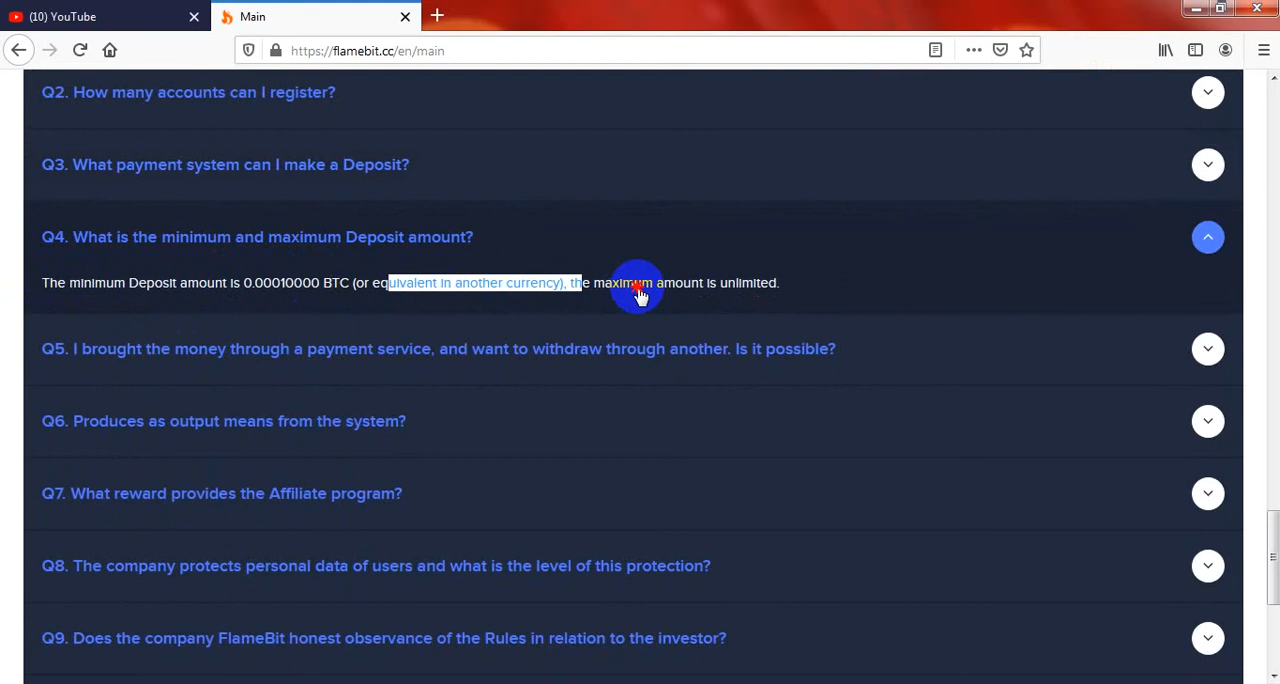 (10) YouTube
Main
https://flamebit.cc/en/main
Q2. How many accounts can I register?
Q3. What payment system can I make a Deposit?
Q4. What is the minimum and maximum Deposit amount?
The minimum Deposit amount is 0.00010000 BTC (or equivalent in another currency), the maximum amount is unlimited.
Q5. I brought the money through a payment service, and want to withdraw through another. Is it possible?
Q6. Produces as output means from the system?
Q7. What reward provides the Affiliate program?
Q8. The company protects personal data of users and what is the level of this protection?
Q9. Does the company FlameBit honest observance of the Rules in relation to the investor?